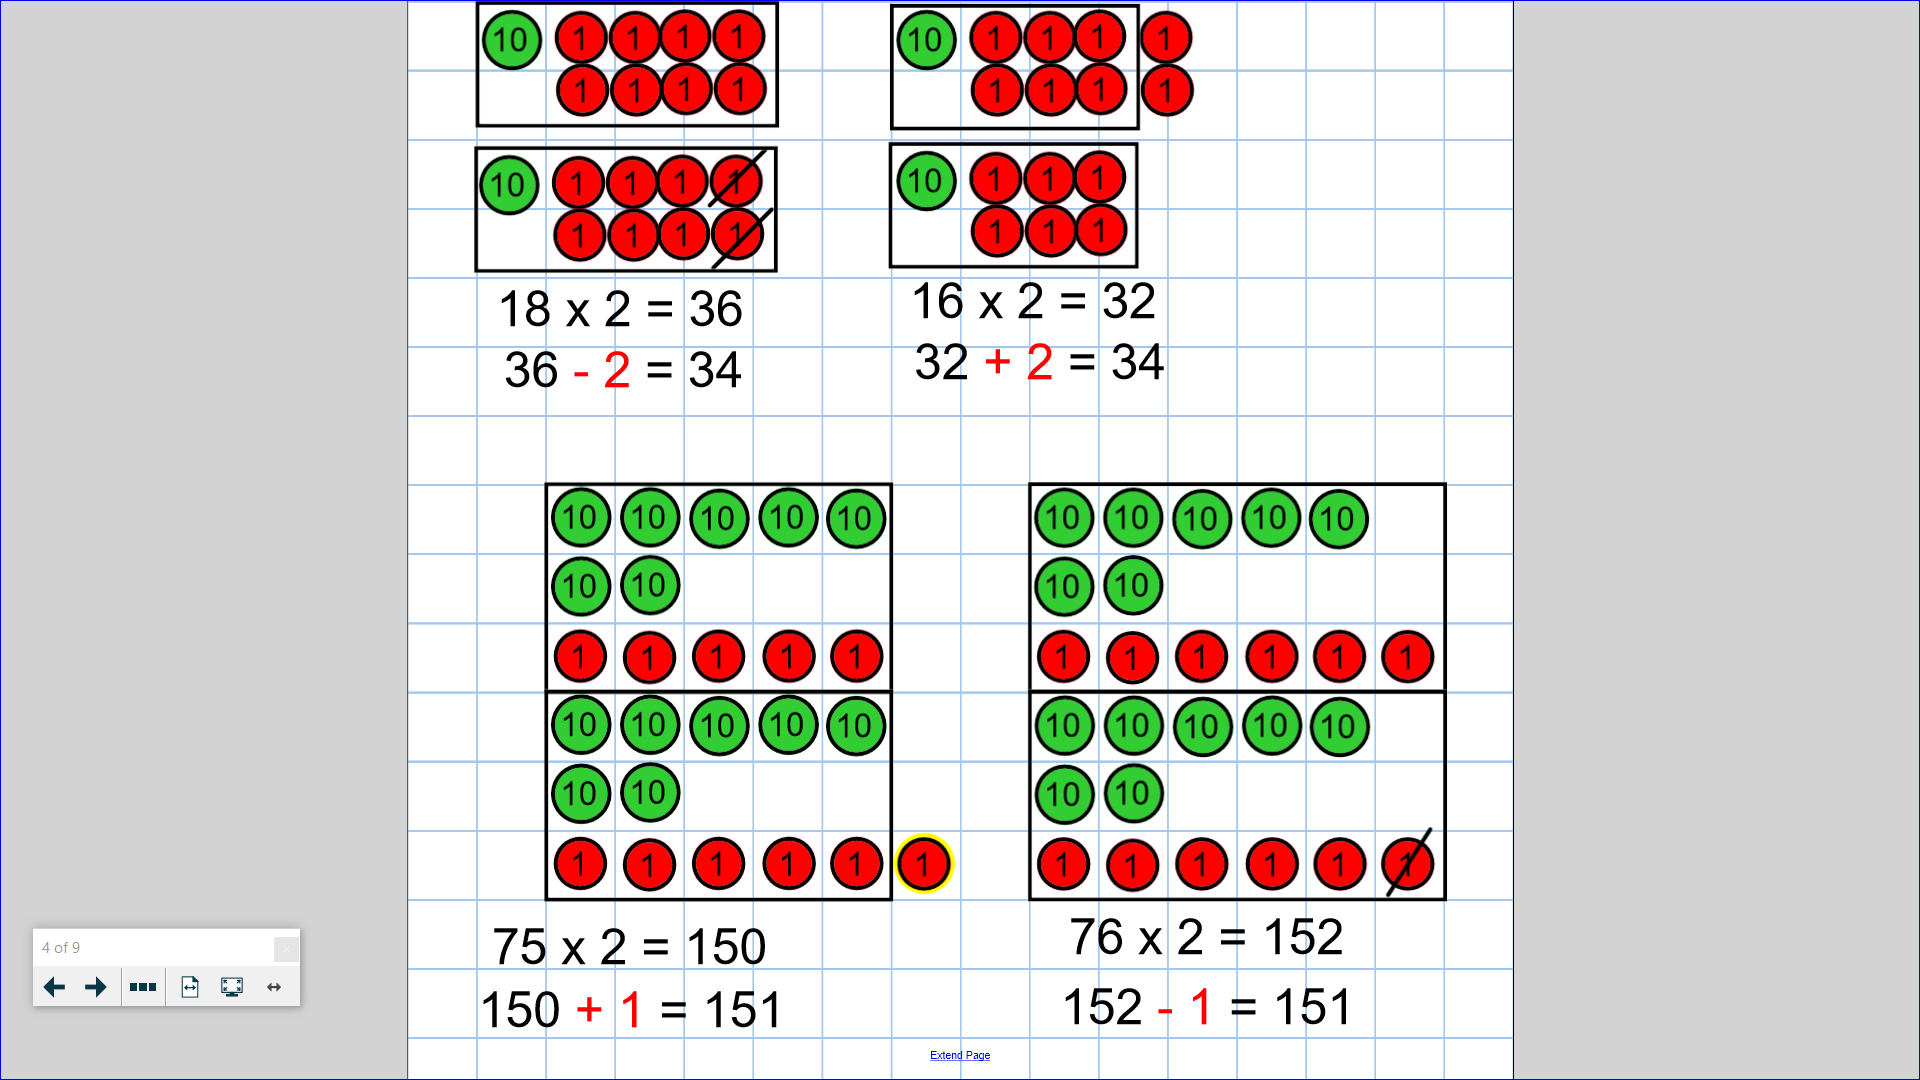 10 1 1 1 1
1 1 1 1
10 1 1 1 1
1 1 1 1
18 x 2 = 36
36 - 2 = 34
10 1 1 1 1
1 1 1 1
10 1 1 1
1 1 1
16 x 2 = 32
32 + 2 = 34
10 10 10 10 10
10 10
1 1 1 1 1
10 10 10 10 10
10 10
1 1 1 1 1 1
75 x 2 = 150
150 + 1 = 151
10 10 10 10 10
10 10
1 1 1 1 1 1
10 10 10 10 10
10 10
1 1 1 1 1 1
76 x 2 = 152
152 - 1 = 151
4 of 9
Extend Page